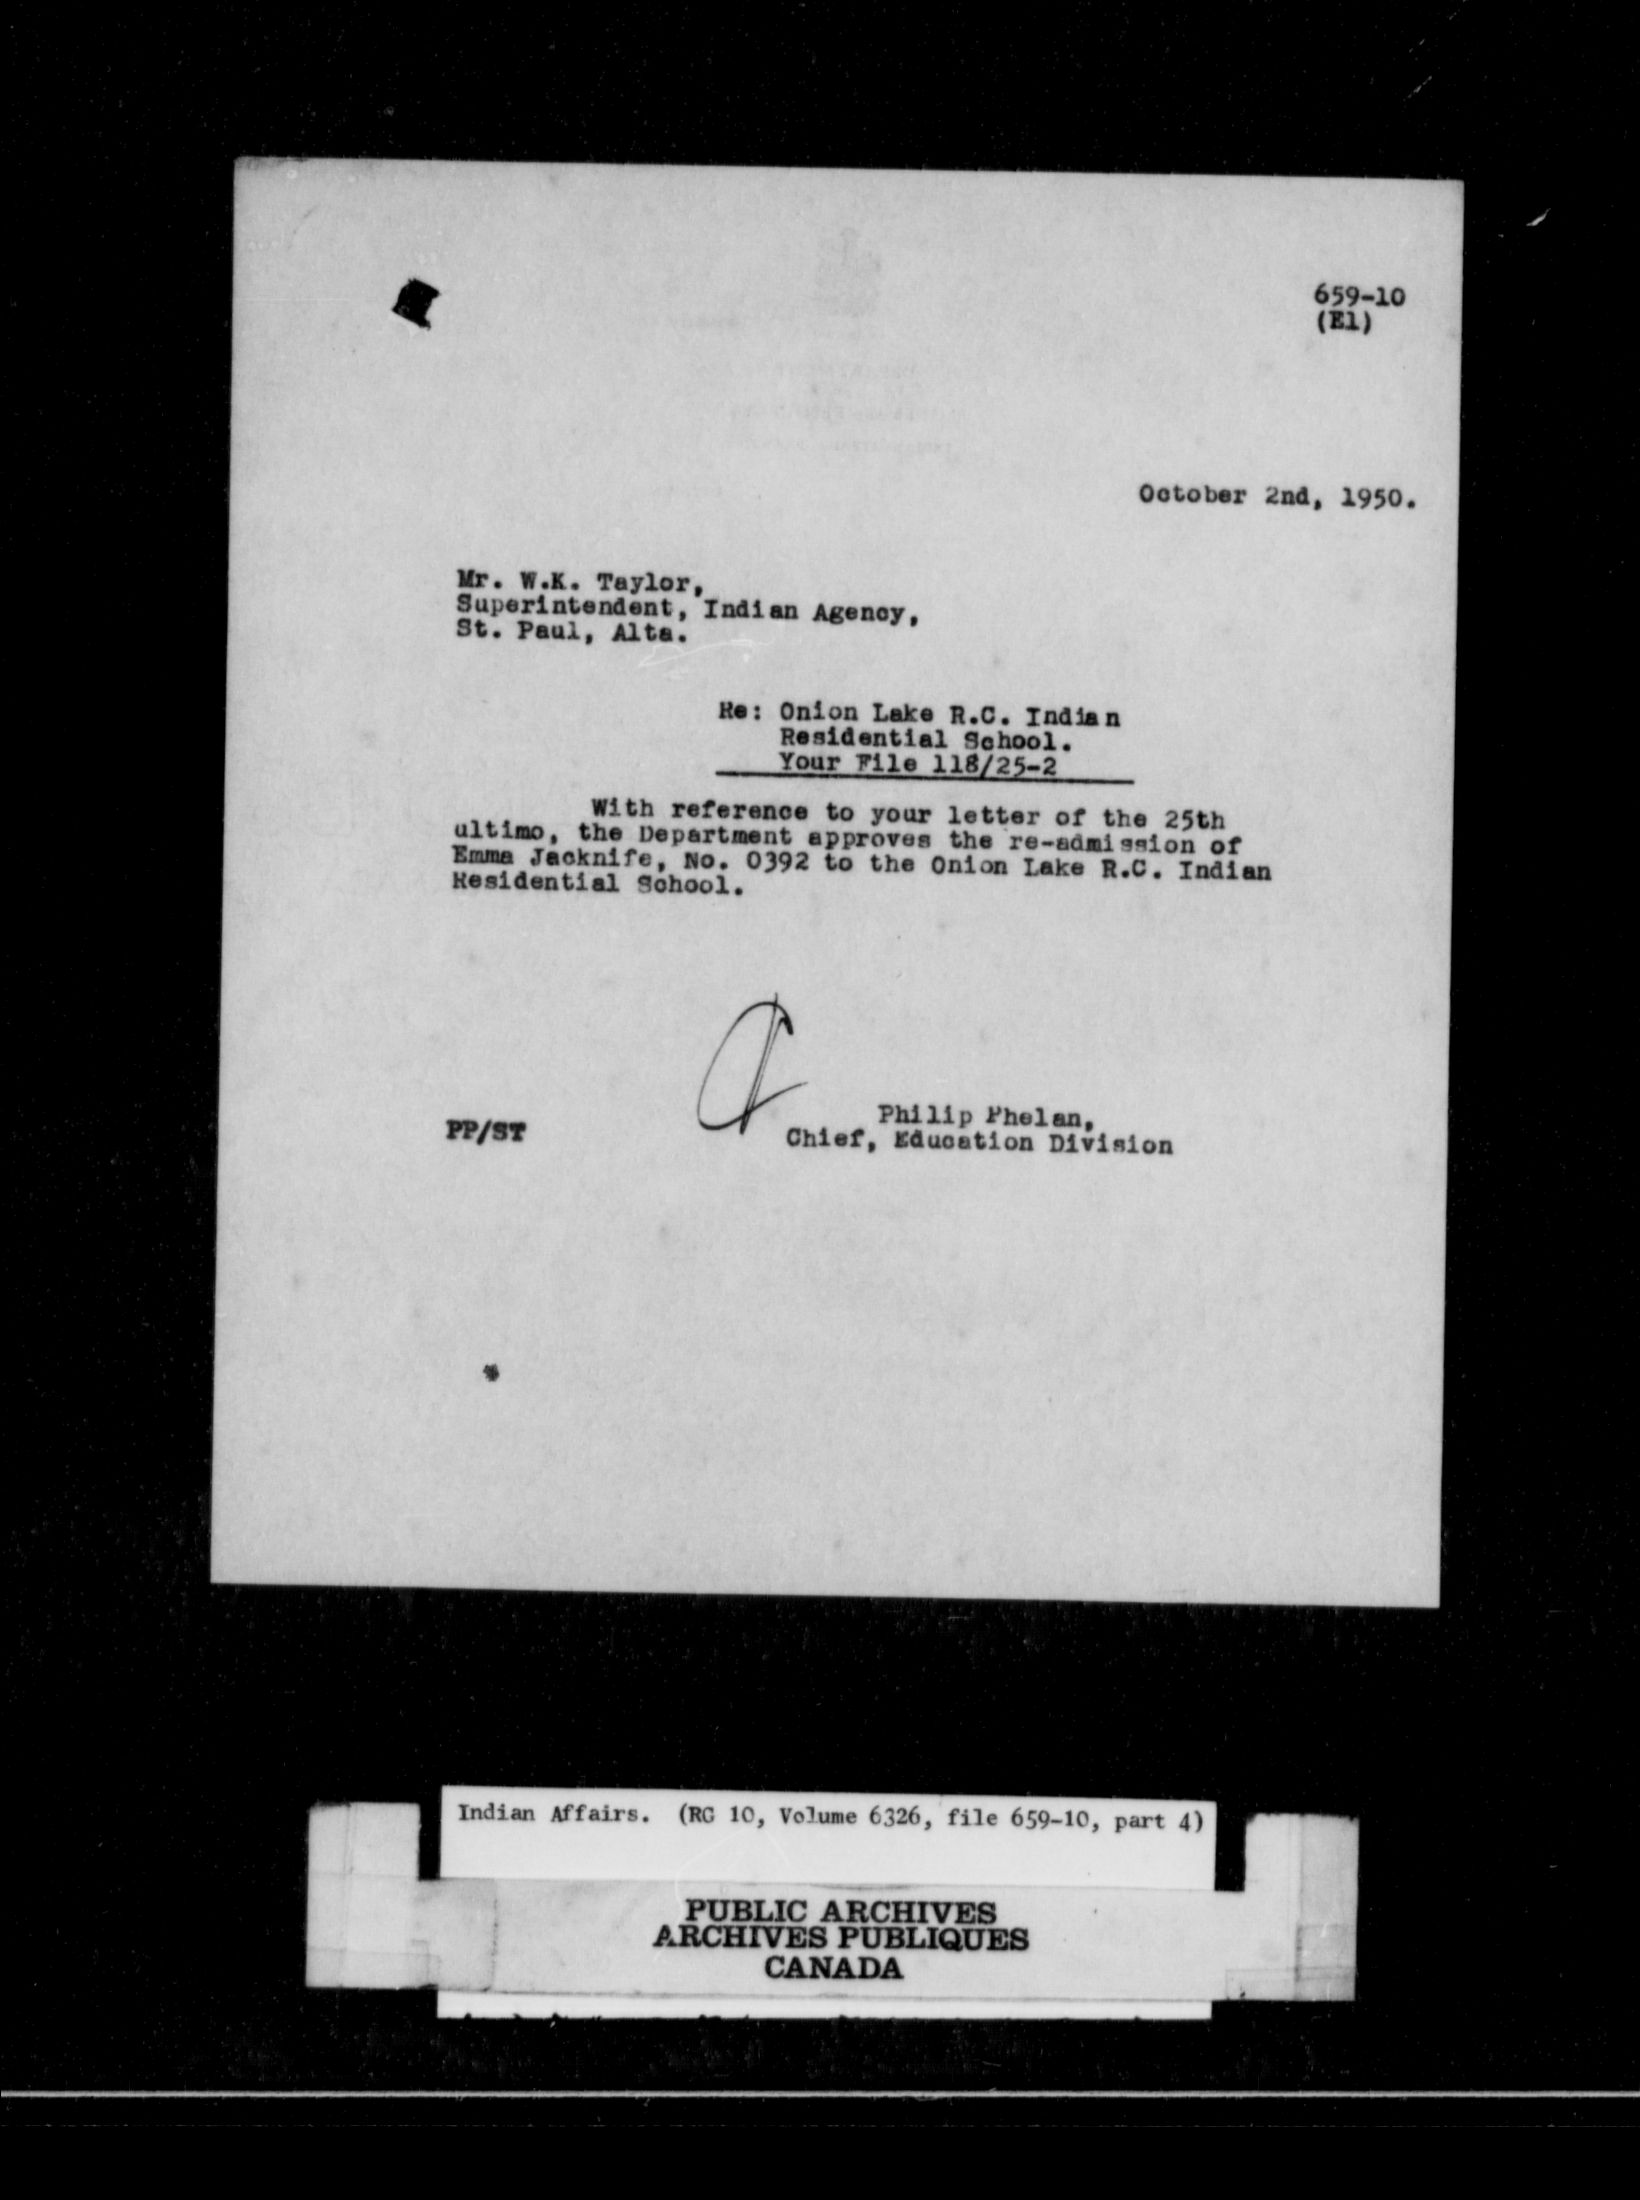 659-10
(E1)
October 2nd, 1950.
Mr. W.K. Taylor,
Superintendent, Indian Agency,
St. Paul, Alta.
Re: Onion Lake R.C. Indian
Residential School.
Your File 118/25-2
With reference to your letter of the 25th
ultimo, the Department approves the re-admission of
Emma Jacknife, No. 0392 to the Onion Lake R.C. Indian
Residential School.
Philip Phelan,
PP/ST
Chief, Education Division
Indian Affairs. (RG 10, Volume 6326, file 659-10, part 4)
PUBLIC ARCHIVES
ARCHIVES PUBLIQUES
CANADA